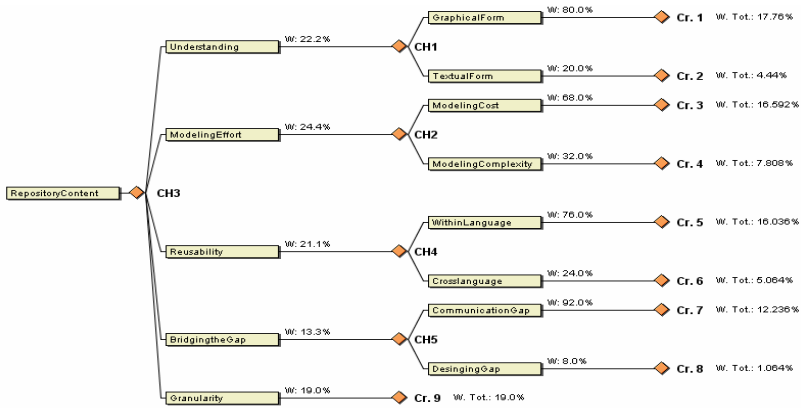 W: 80.0%
GraphicalForm
Cr. 1 W. Tot.: 17.76%
W: 22.2%
Understanding
CH1
W: 20.0%
TextualForm
Cr. 2 W. Tot.: 4.44%
W: 68.0%
ModelingCost
Cr. 3 W. Tot.: 16.592%
W: 24.4%
ModelingEffort
CH2
W: 32.0%
ModelingComplexity
Cr. 4 W. Tot.: 7.808%
RepositoryContent
CH3
W: 76.0%
WithinLanguage
Cr. 5 W. Tot.: 16.036%
W: 21.1%
Reusability
CH4
W: 24.0%
Crosslanguage
Cr. 6 W. Tot.: 5.064%
W: 92.0%
CommunicationGap
Cr. 7 W. Tot.: 12.236%
W: 13.3%
BridgingtheGap
CH5
W: 8.0%
DesingingGap
Cr. 8 W. Tot.: 1.064%
W: 19.0%
Granularity
Cr. 9 W. Tot.: 19.0%